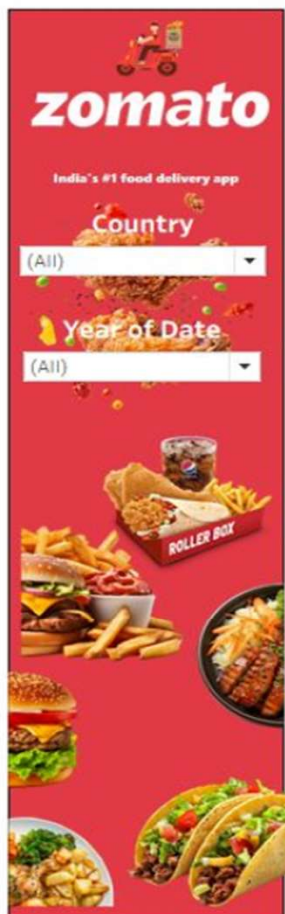 zomato
India's #1 food delivery app
Country
(All)
Year of Date
(All)
ROLLER BOX